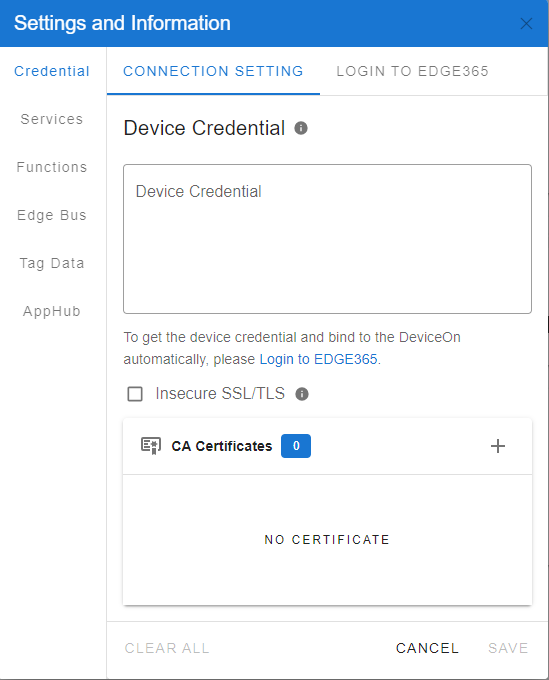 Settings and Information
Credential
Services
Functions
Edge Bus
Tag Data
AppHub
CONNECTION SETTING
LOGIN TO EDGE365
Device Credential
Device Credential
To get the device credential and bind to the DeviceOn
automatically, please Login to EDGE365.
Insecure SSL/TLS
CA Certificates 0
NO CERTIFICATE
CLEAR ALL
CANCEL
SAVE